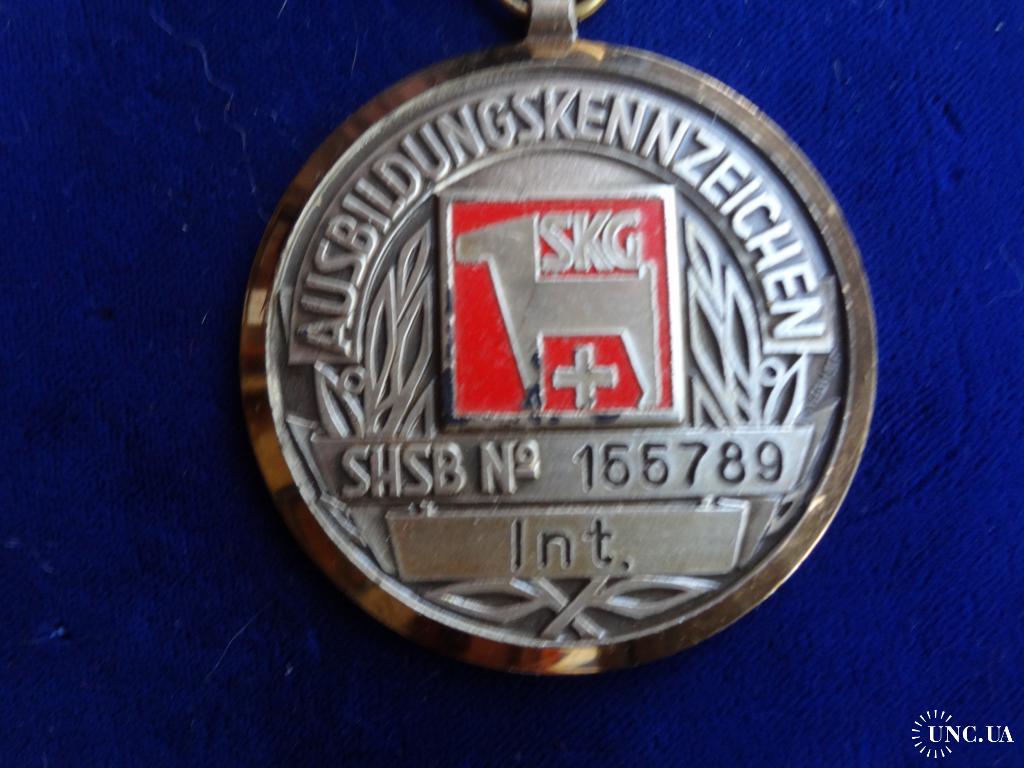 AUSBILDUNGSKENNZEICHEN
SKG
SHSB Nº 155789
Int.
UNC.UA